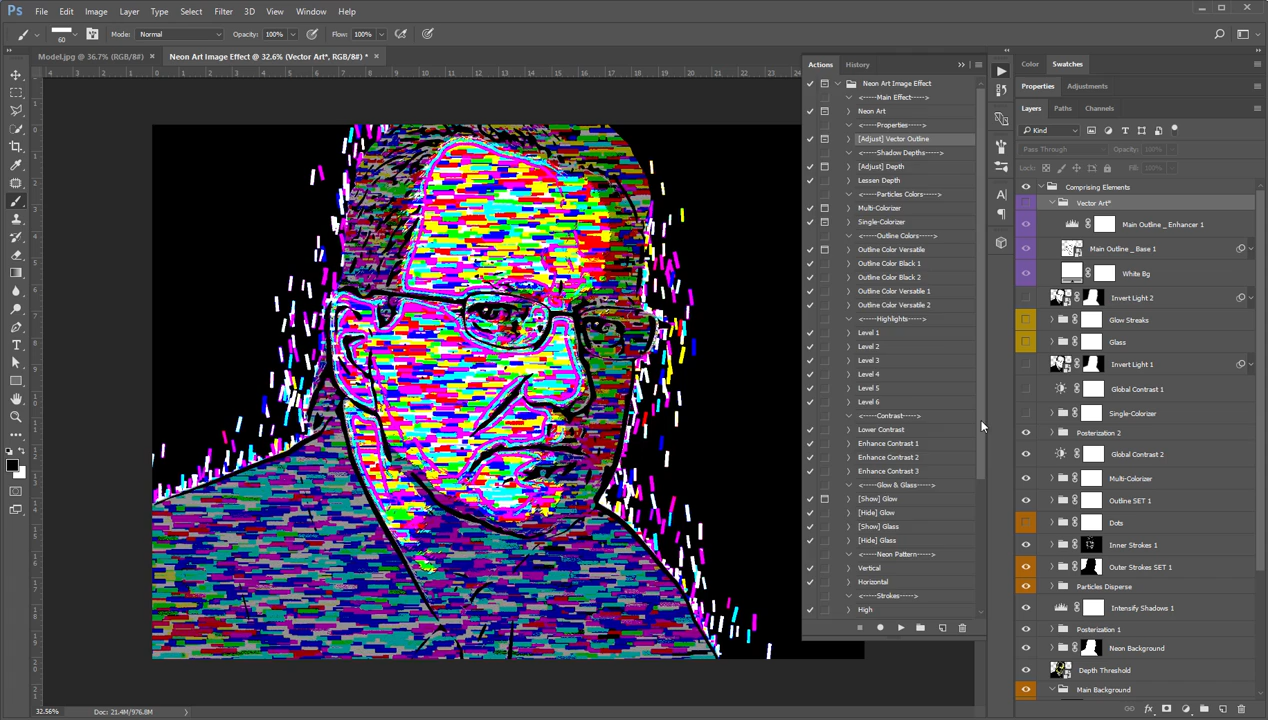 Ps File Edit Image Layer Type Select Filter 3D View Window Help
60 Mode: Normal Opacity: 100% Flow: 100%
Model.jpg @ 36.7% (RGB/8#) × Neon Art Image Effect @ 32.6% (Vector Art*, RGB/8#) * ×
Actions History
Neon Art Image Effect
<-----Main Effect---->
Neon Art
<-----Properties---->
[Adjust] Vector Outline
<-----Shadow Depths---->
[Adjust] Depth
Lessen Depth
<-----Particles Colors---->
Multi-Colorizer
Single-Colorizer
<----Outline Colors---->
Outline Color Versatile
Outline Color Black 1
Outline Color Black 2
Outline Color Versatile 1
Outline Color Versatile 2
<-----Highlights---->
Level 1
Level 2
Level 3
Level 4
Level 5
Level 6
<-----Contrast----->
Lower Contrast
Enhance Contrast 1
Enhance Contrast 2
Enhance Contrast 3
<-----Glow & Glass---->
[Show] Glow
[Hide] Glow
[Show] Glass
[Hide] Glass
<-----Neon Pattern---->
Vertical
Horizontal
<-----Strokes----->
High
Color Swatches
Properties Adjustments
Layers Paths Channels
Kind
Pass Through Opacity: 100%
Lock: Fill: 100%
Comprising Elements
Vector Art*
Main Outline _ Enhancer 1
Main Outline _ Base 1
White Bg
Invert Light 2
Glow Streaks
Glass
Invert Light 1
Global Contrast 1
Single-Colorizer
Posterization 2
Global Contrast 2
Multi-Colorizer
Outline SET 1
Dots
Inner Strokes 1
Outer Strokes SET 1
Particles Disperse
Intensify Shadows 1
Posterization 1
Neon Background
Depth Threshold
Main Background
32.56% Doc: 21.4M/976.8M